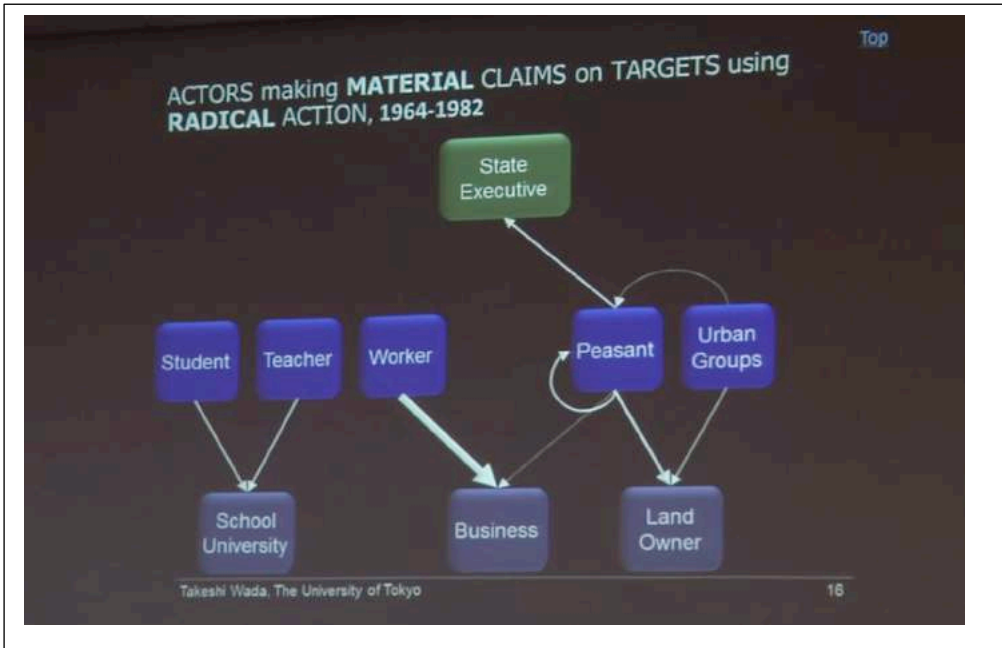 Top
ACTORS making MATERIAL CLAIMS on TARGETS using
RADICAL ACTION, 1964-1982
State
Executive
Student
Teacher
Worker
Peasant
Urban
Groups
School
University
Business
Land
Owner
Takeshi Wada, The University of Tokyo
16